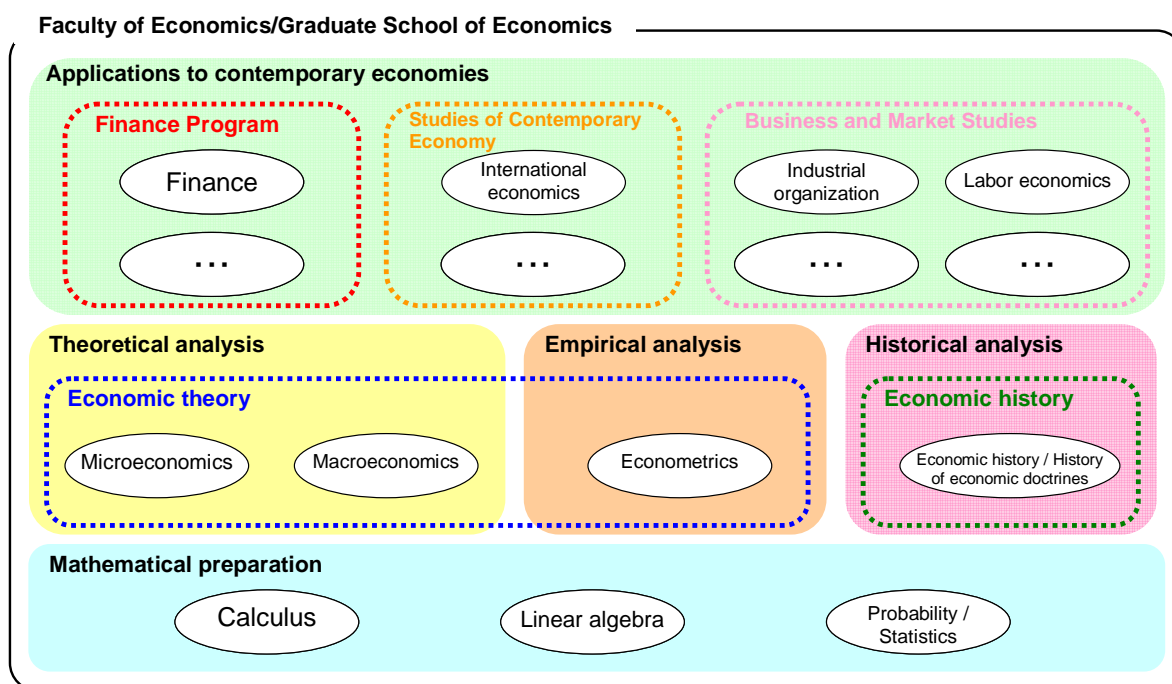 Faculty of Economics/Graduate School of Economics
Applications to contemporary economies
Finance Program
Finance
...
Studies of Contemporary
Economy
International
economics
...
Business and Market Studies
Industrial
organization
Labor economics
...
...
Theoretical analysis
Empirical analysis
Economic theory
Microeconomics
Macroeconomics
Econometrics
Historical analysis
Economic history
Economic history / History
of economic doctrines
Mathematical preparation
Calculus
Linear algebra
Probability /
Statistics